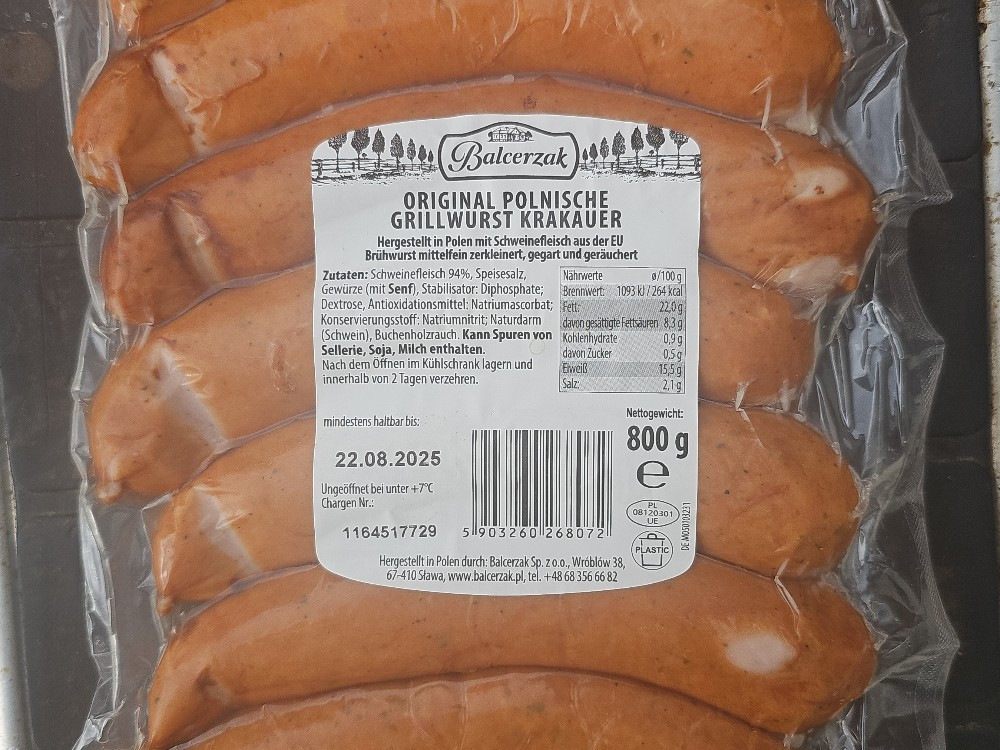 Balcerzak
ORIGINAL POLNISCHE
GRILLWURST KRAKAUER
Hergestellt in Polen mit Schweinefleisch aus der EU
Brühwurst mittelfein zerkleinert, gegart und geräuchert
Zutaten: Schweinefleisch 94%, Speisesalz,
Gewürze (mit Senf), Stabilisator: Diphosphate;
Dextrose, Antioxidationsmittel: Natriumascorbat;
Konservierungsstoff: Natriumnitrit; Naturdarm
(Schwein), Buchenholzrauch. Kann Spuren von
Sellerie, Soja, Milch enthalten.
Nach dem Öffnen im Kühlschrank lagern und
innerhalb von 2 Tagen verzehren.
Nährwerte ø/100 g
Brennwert: 1093 kJ / 264 kcal
Fett: 22,0 g
davon gesättigte Fettsäuren 8,3 g
Kohlenhydrate 0,9 g
davon Zucker 0,5 g
Eiweiß 15,5 g
Salz: 2,1 g
mindestens haltbar bis:
22.08.2025
Ungeöffnet bei unter +7°C
Chargen Nr.:
1164517729
5 903260 268072
Nettogewicht:
800 g
e
PL
08120301
UE
PLASTIC
Hergestellt in Polen durch: Balcerzak Sp. z o.o., Wróblów 38,
67-410 Sława, www.balcerzak.pl, tel. +48 68 356 66 82